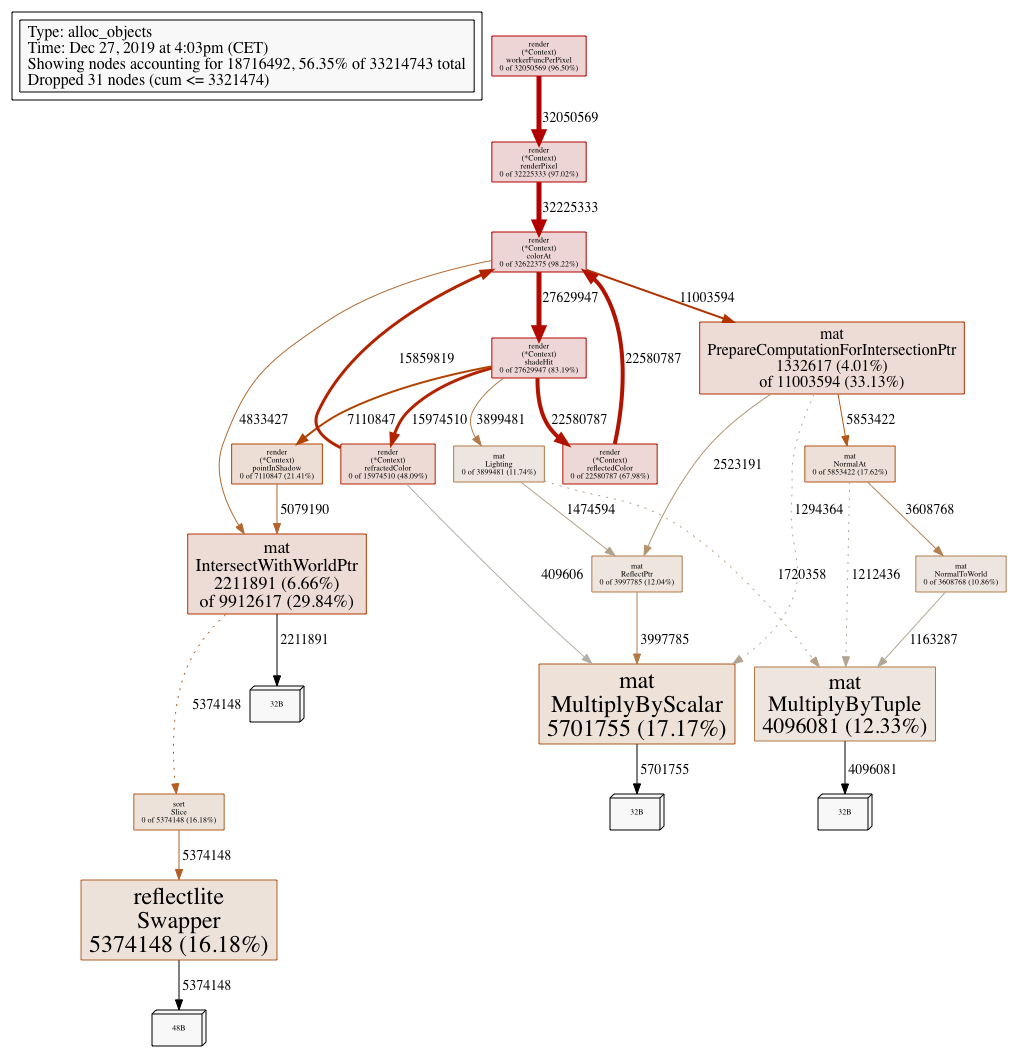 Type: alloc_objects
Time: Dec 27, 2019 at 4:03pm (CET)
Showing nodes accounting for 18716492, 56.35% of 33214743 total
Dropped 31 nodes (cum <= 3321474)
render
(*Context)
workerFuncPerPixel
0 of 32050569 (96.50%)
32050569
render
(*Context)
renderPixel
0 of 32225333 (97.02%)
32225333
render
(*Context)
colorAt
0 of 32622375 (98.22%)
27629947
11003594
render
(*Context)
shadeHit
0 of 27629947 (83.19%)
15859819
22580787
mat
PrepareComputationForIntersectionPtr
1332617 (4.01%)
of 11003594 (33.13%)
4833427
7110847
15974510
3899481
22580787
5853422
render
(*Context)
pointInShadow
0 of 7110847 (21.41%)
render
(*Context)
refractedColor
0 of 15974510 (48.09%)
mat
Lighting
0 of 3899481 (11.74%)
render
(*Context)
reflectedColor
0 of 22580787 (67.98%)
2523191
mat
NormalAt
0 of 5853422 (17.62%)
5079190
1474594
1294364
3608768
mat
IntersectWithWorldPtr
2211891 (6.66%)
of 9912617 (29.84%)
409606
mat
ReflectPtr
0 of 3997785 (12.04%)
1720358
1212436
mat
NormalToWorld
0 of 3608768 (10.86%)
2211891
3997785
1163287
5374148
32B
mat
MultiplyByScalar
5701755 (17.17%)
mat
MultiplyByTuple
4096081 (12.33%)
5701755
4096081
sort
Slice
0 of 5374148 (16.18%)
32B
32B
5374148
reflectlite
Swapper
5374148 (16.18%)
5374148
48B